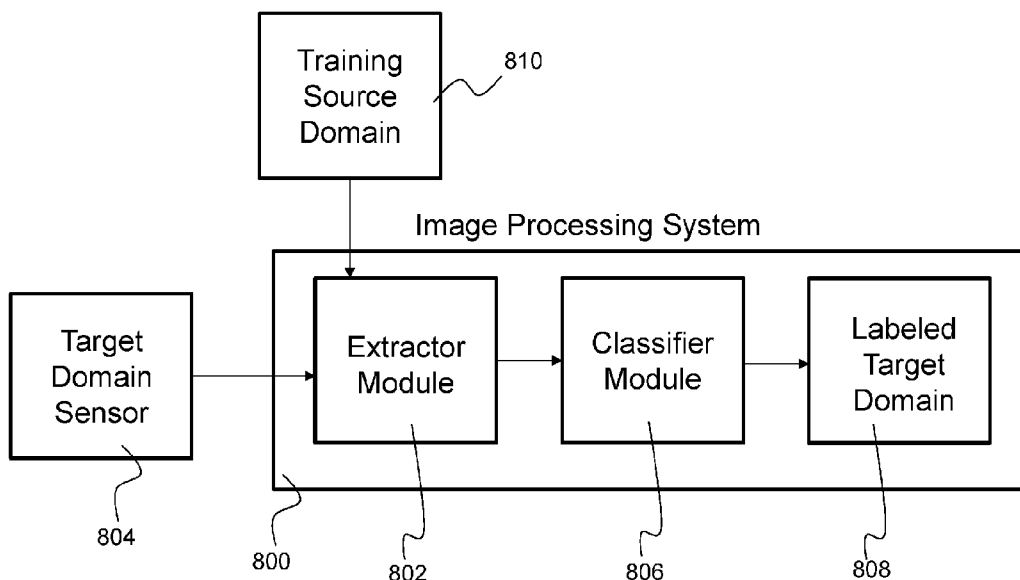 Training
Source
Domain
810
Image Processing System
Target
Domain
Sensor
Extractor
Module
Classifier
Module
Labeled
Target
Domain
804
800
802
806
808